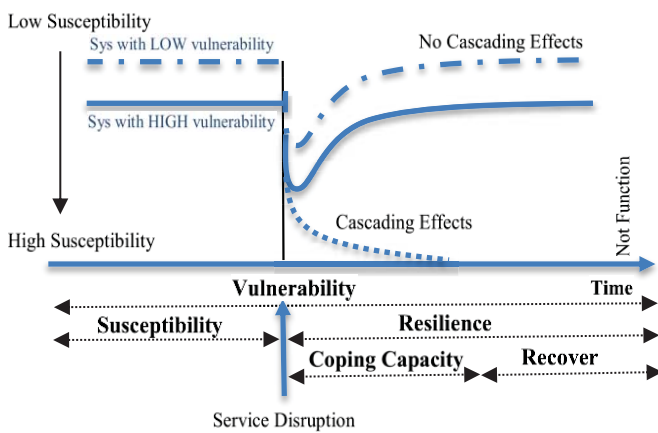 Low Susceptibility
Sys with LOW vulnerability
No Cascading Effects
Sys with HIGH vulnerability
Not Function
Cascading Effects
High Susceptibility
Vulnerability
Time
Susceptibility
Resilience
Coping Capacity
Recover
Service Disruption